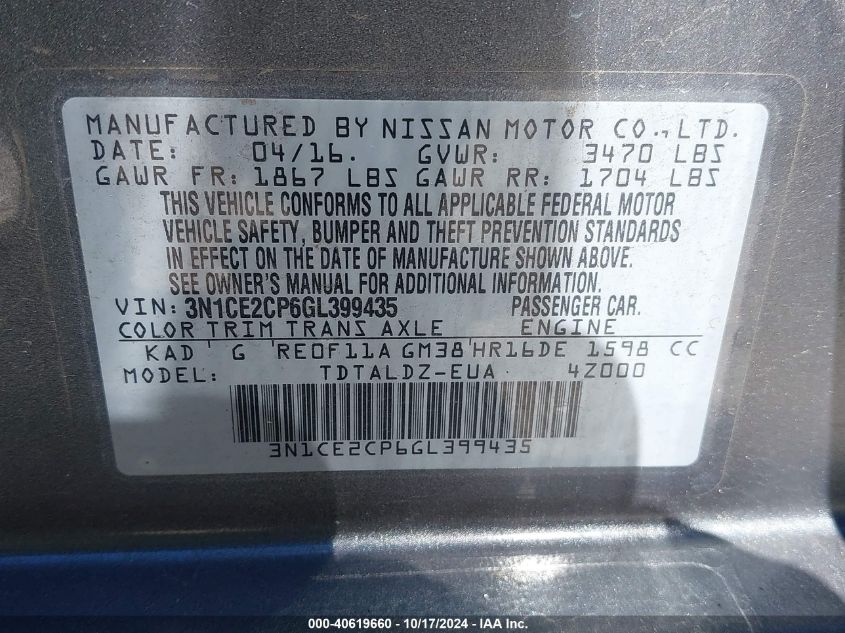 MANUFACTURED BY NISSAN MOTOR CO., LTD.
DATE: 04/16. GVWR: 3470 LBS
GAWR FR: 1867 LBS GAWR RR: 1704 LBS
THIS VEHICLE CONFORMS TO ALL APPLICABLE FEDERAL MOTOR
VEHICLE SAFETY, BUMPER AND THEFT PREVENTION STANDARDS
IN EFFECT ON THE DATE OF MANUFACTURE SHOWN ABOVE.
SEE OWNER'S MANUAL FOR ADDITIONAL INFORMATION.
VIN: 3N1CE2CP6GL399435 PASSENGER CAR.
COLOR TRIM TRANS AXLE ENGINE
KAD G RE0F11A GM38 HR16DE 1598 CC
MODEL: TDTALDZ-EUA 4Z000
3N1CE2CP6GL399435
000-40619660 - 10/17/2024 - IAA Inc.